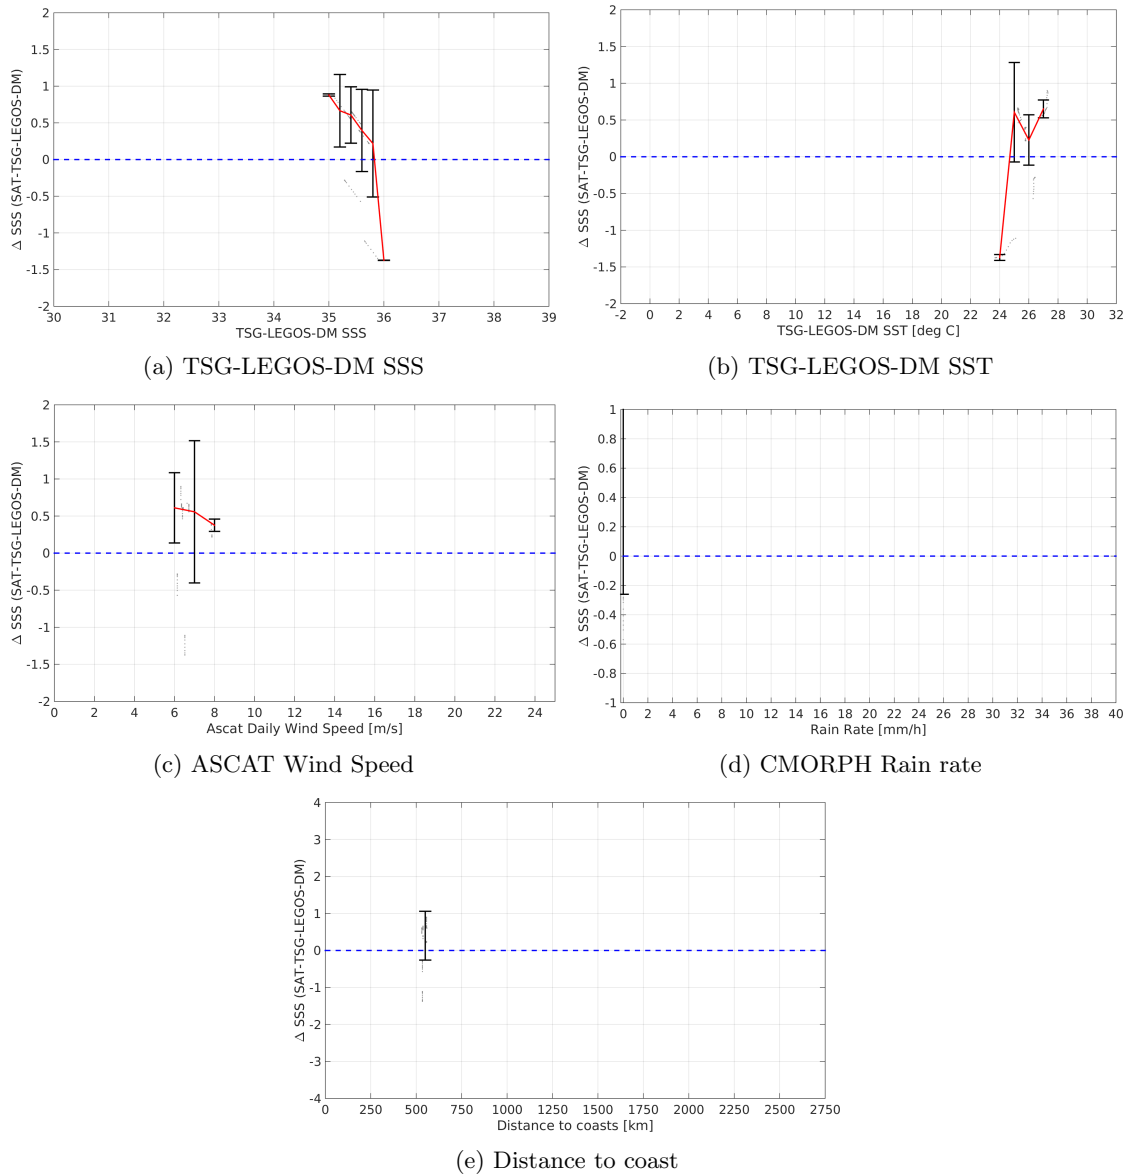 2
1.5
1
0.5
0
-0.5
-1
-1.5
-2
Δ SSS (SAT-TSG-LEGOS-DM)
30 31 32 33 34 35 36 37 38 39
TSG-LEGOS-DM SSS
(a) TSG-LEGOS-DM SSS
2
1.5
1
0.5
0
-0.5
-1
-1.5
-2
Δ SSS (SAT-TSG-LEGOS-DM)
-2 0 2 4 6 8 10 12 14 16 18 20 22 24 26 28 30 32
TSG-LEGOS-DM SST [deg C]
(b) TSG-LEGOS-DM SST
2
1.5
1
0.5
0
-0.5
-1
-1.5
-2
Δ SSS (SAT-TSG-LEGOS-DM)
0 2 4 6 8 10 12 14 16 18 20 22 24
Ascat Daily Wind Speed [m/s]
(c) ASCAT Wind Speed
1
0.8
0.6
0.4
0.2
0
-0.2
-0.4
-0.6
-0.8
-1
Δ SSS (SAT-TSG-LEGOS-DM)
0 2 4 6 8 10 12 14 16 18 20 22 24 26 28 30 32 34 36 38 40
Rain Rate [mm/h]
(d) CMORPH Rain rate
4
3
2
1
0
-1
-2
-3
-4
Δ SSS (SAT-TSG-LEGOS-DM)
0 250 500 750 1000 1250 1500 1750 2000 2250 2500 2750
Distance to coasts [km]
(e) Distance to coast